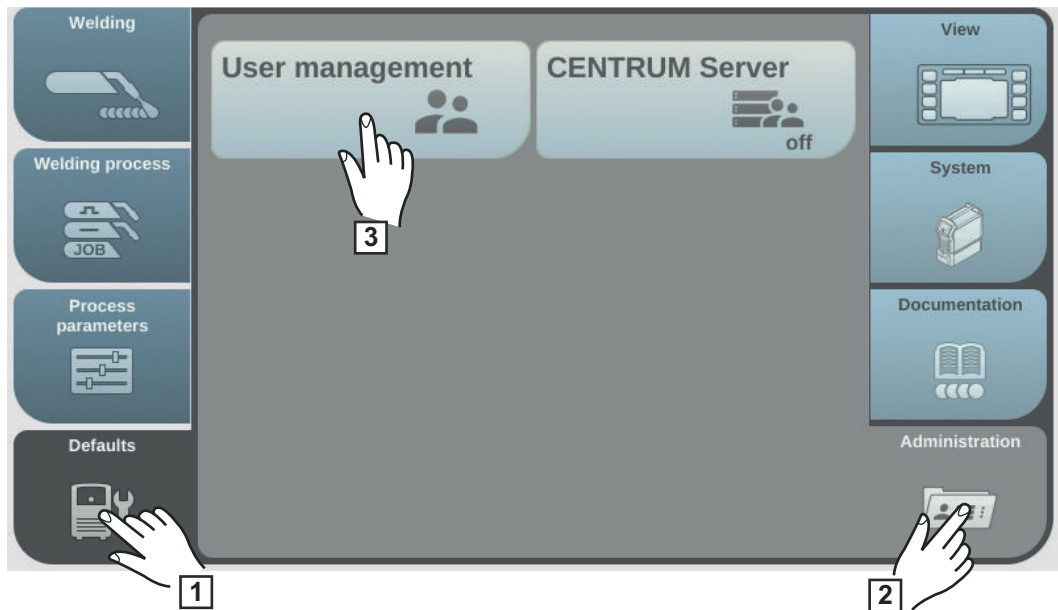 Welding
Welding process
JOB
Process
parameters
Defaults
User management
CENTRUM Server
off
View
System
Documentation
Administration
3
1
2